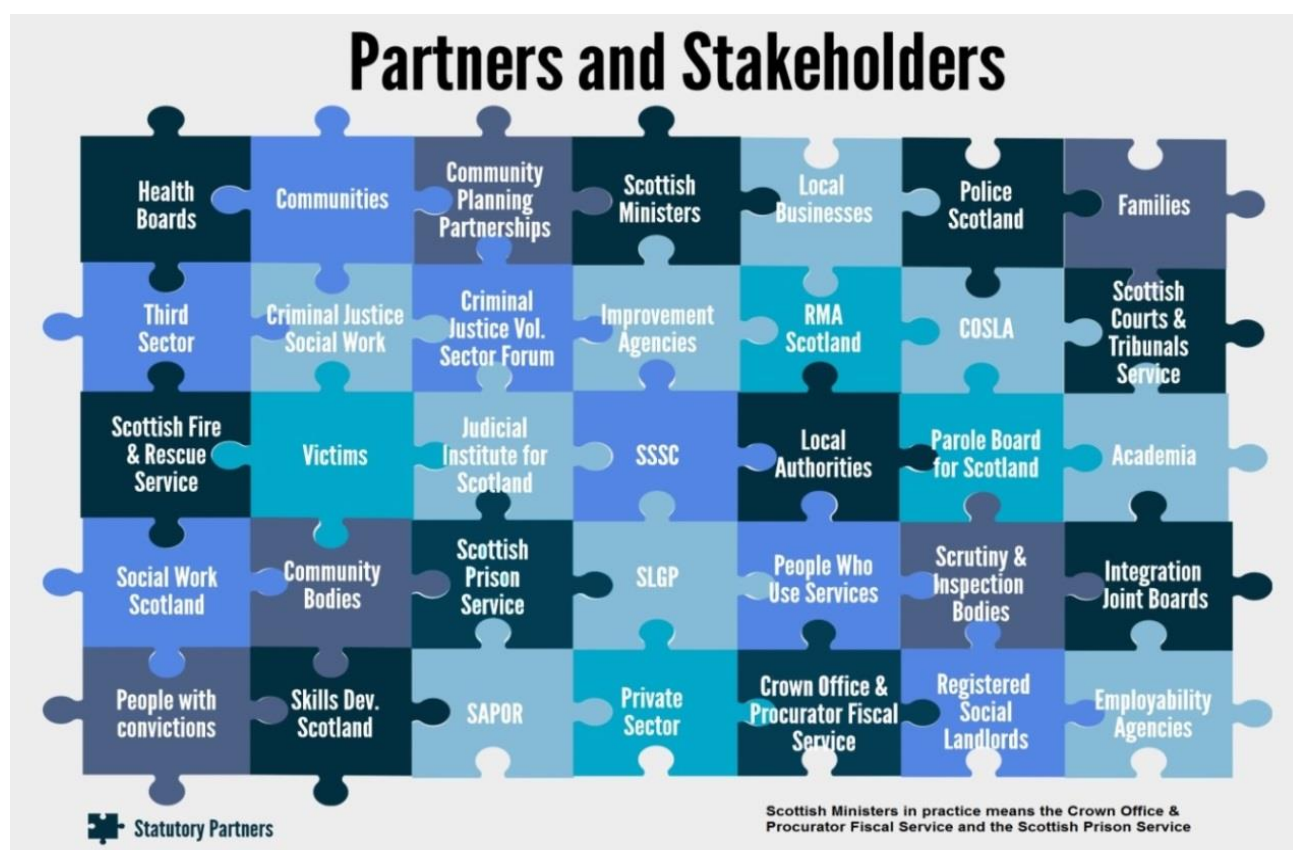 Partners and Stakeholders
Health
Boards
Communities
Community
Planning
Partnerships
Scottish
Ministers
Local
Businesses
Police
Scotland
Families
Third
Sector
Criminal Justice
Social Work
Criminal
Justice Vol.
Sector Forum
Improvement
Agencies
RMA
Scotland
COSLA
Scottish
Courts &
Tribunals
Service
Scottish Fire
& Rescue
Service
Victims
Judicial
Institute for
Scotland
SSSC
Local
Authorities
Parole Board
for Scotland
Academia
Social Work
Scotland
Community
Bodies
Scottish
Prison
Service
SLGP
People Who
Use Services
Scrutiny &
Inspection
Bodies
Integration
Joint Boards
People with
convictions
Skills Dev.
Scotland
SAPOR
Private
Sector
Crown Office &
Procurator Fiscal
Service
Registered
Social
Landlords
Employability
Agencies
Statutory Partners
Scottish Ministers in practice means the Crown Office &
Procurator Fiscal Service and the Scottish Prison Service